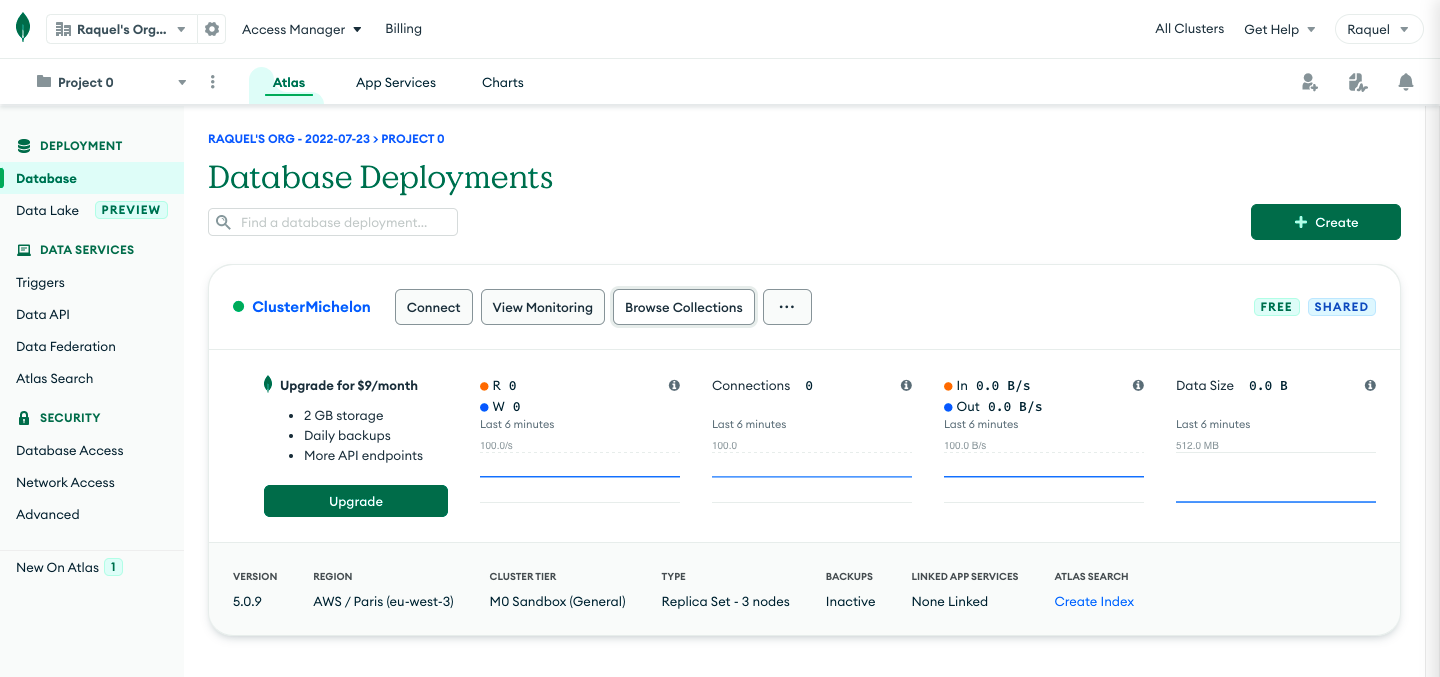 Raquel's Org...
Access Manager
Billing
All Clusters
Get Help
Raquel
Project 0
Atlas
App Services
Charts
DEPLOYMENT
Database
Data Lake PREVIEW
DATA SERVICES
Triggers
Data API
Data Federation
Atlas Search
SECURITY
Database Access
Network Access
Advanced
New On Atlas 1
RAQUEL'S ORG - 2022-07-23 > PROJECT 0
Database Deployments
Find a database deployment...
+ Create
ClusterMichelon
Connect
View Monitoring
Browse Collections
...
FREE
SHARED
Upgrade for $9/month
• 2 GB storage
• Daily backups
• More API endpoints
Upgrade
R 0
W 0
Last 6 minutes
100.0/s
Connections 0
Last 6 minutes
100.0
In 0.0 B/s
Out 0.0 B/s
Last 6 minutes
100.0 B/s
Data Size 0.0 B
Last 6 minutes
512.0 MB
VERSION
5.0.9
REGION
AWS / Paris (eu-west-3)
CLUSTER TIER
M0 Sandbox (General)
TYPE
Replica Set - 3 nodes
BACKUPS
Inactive
LINKED APP SERVICES
None Linked
ATLAS SEARCH
Create Index